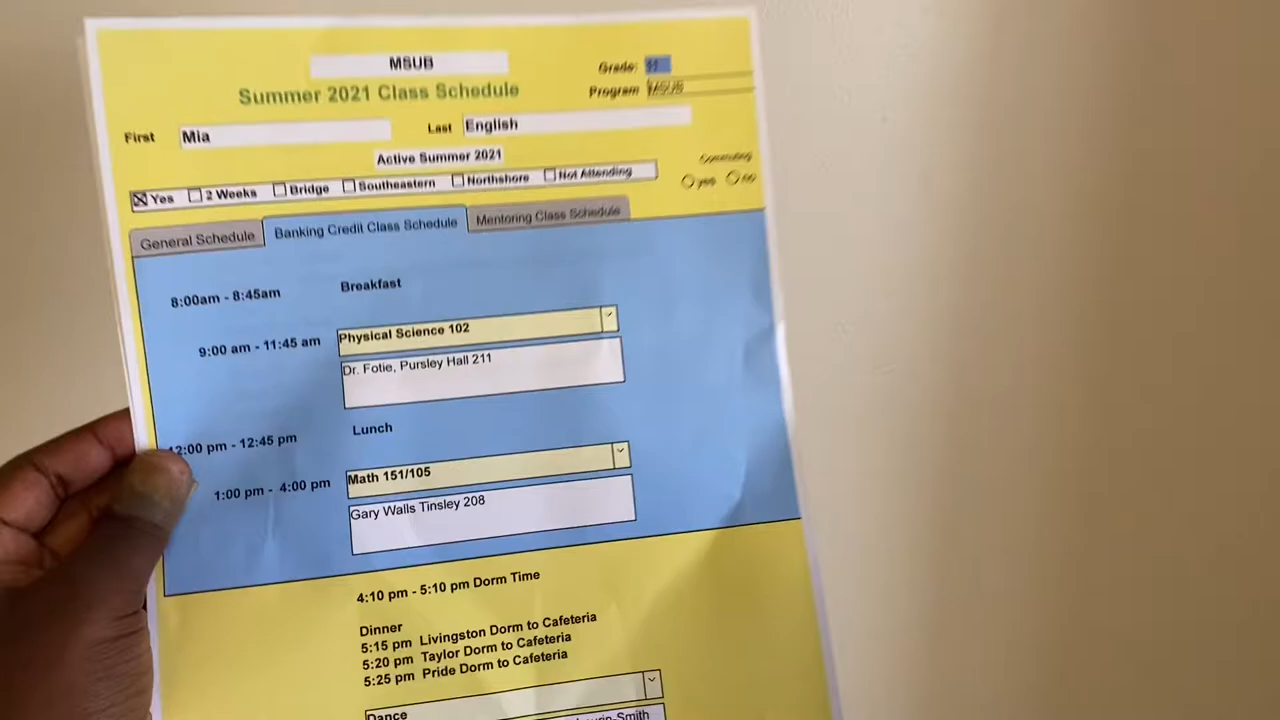 MSUB
Grade: 11
Summer 2021 Class Schedule
Program MSUB
First Mia Last English
Active Summer 2021
Yes 2 Weeks Bridge Southeastern Northshore Not Attending
Commuting
yes no
General Schedule Banking Credit Class Schedule Mentoring Class Schedule
8:00am - 8:45am Breakfast
9:00 am - 11:45 am Physical Science 102
Dr. Fotie, Pursley Hall 211
12:00 pm - 12:45 pm Lunch
1:00 pm - 4:00 pm Math 151/105
Gary Walls Tinsley 208
4:10 pm - 5:10 pm Dorm Time
Dinner
5:15 pm Livingston Dorm to Cafeteria
5:20 pm Taylor Dorm to Cafeteria
5:25 pm Pride Dorm to Cafeteria
Dance